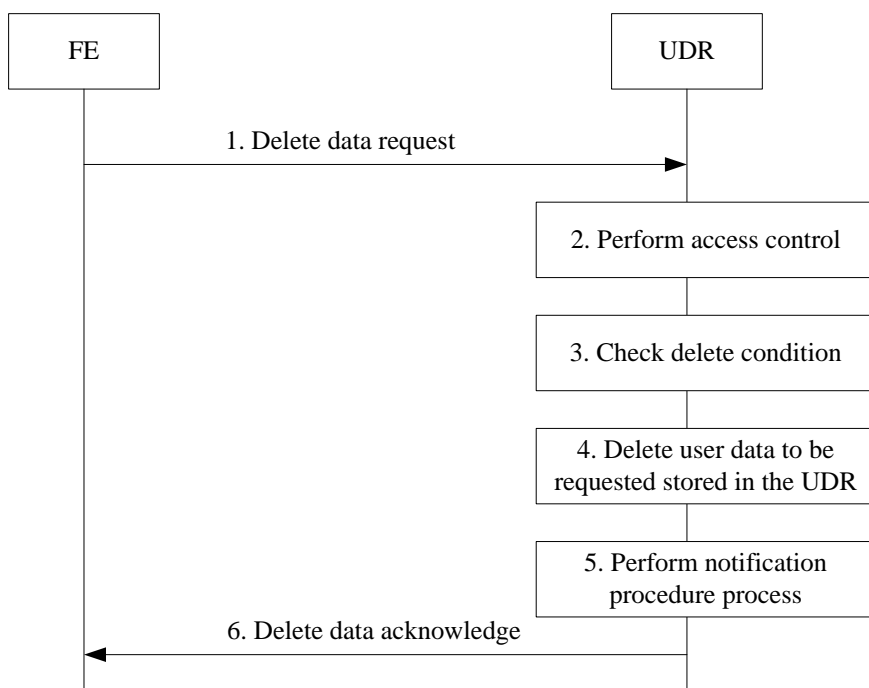 FE
UDR
1. Delete data request
2. Perform access control
3. Check delete condition
4. Delete user data to be
requested stored in the UDR
5. Perform notification
procedure process
6. Delete data acknowledge